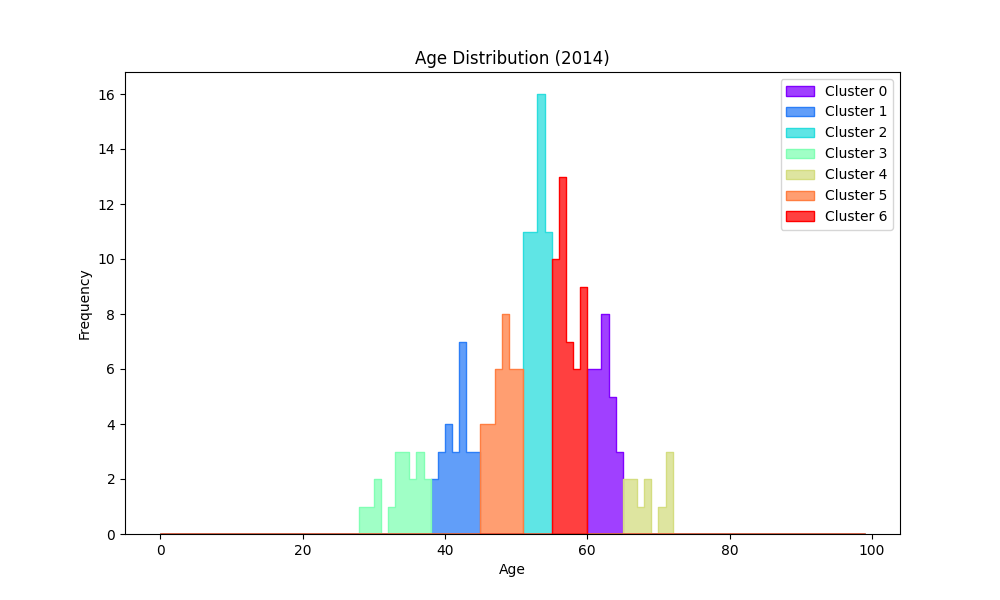 Age Distribution (2014)
Cluster 0
Cluster 1
Cluster 2
Cluster 3
Cluster 4
Cluster 5
Cluster 6
Frequency
16
14
12
10
8
6
4
2
0
0 20 40 60 80 100
Age